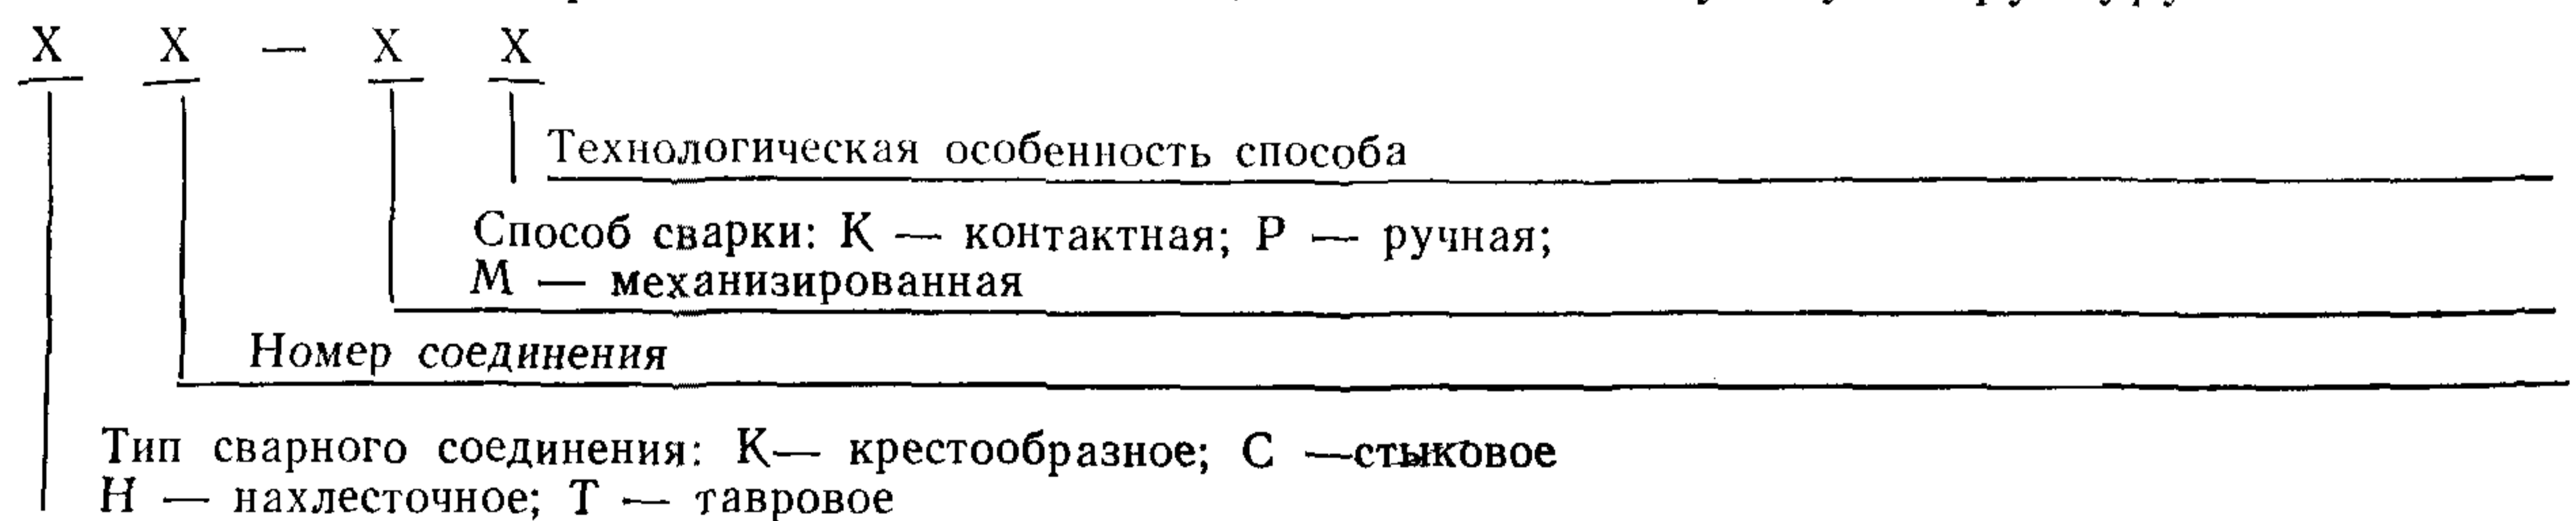 Х Х — Х Х
Технологическая особенность способа
Способ сварки: К — контактная; Р — ручная;
М — механизированная
Номер соединения
Тип сварного соединения: К— крестообразное; С —стыковое
Н — нахлесточное; Т — тавровое